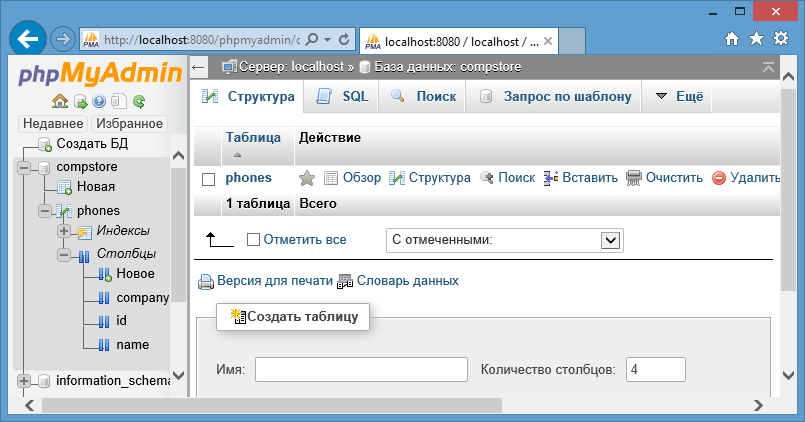 http://localhost:8080/phpmyadmin/c
PMA localhost:8080 / localhost / ...
phpMyAdmin
Недавнее Избранное
Создать БД
compstore
Новая
phones
Индексы
Столбцы
Новое
company
id
name
information_schema
Сервер: localhost » База данных: compstore
Структура SQL Поиск Запрос по шаблону Ещё
Таблица Действие
phones Обзор Структура Поиск Вставить Очистить Удалить
1 таблица Всего
Отметить все С отмеченными:
Версия для печати Словарь данных
Создать таблицу
Имя: Количество столбцов: 4